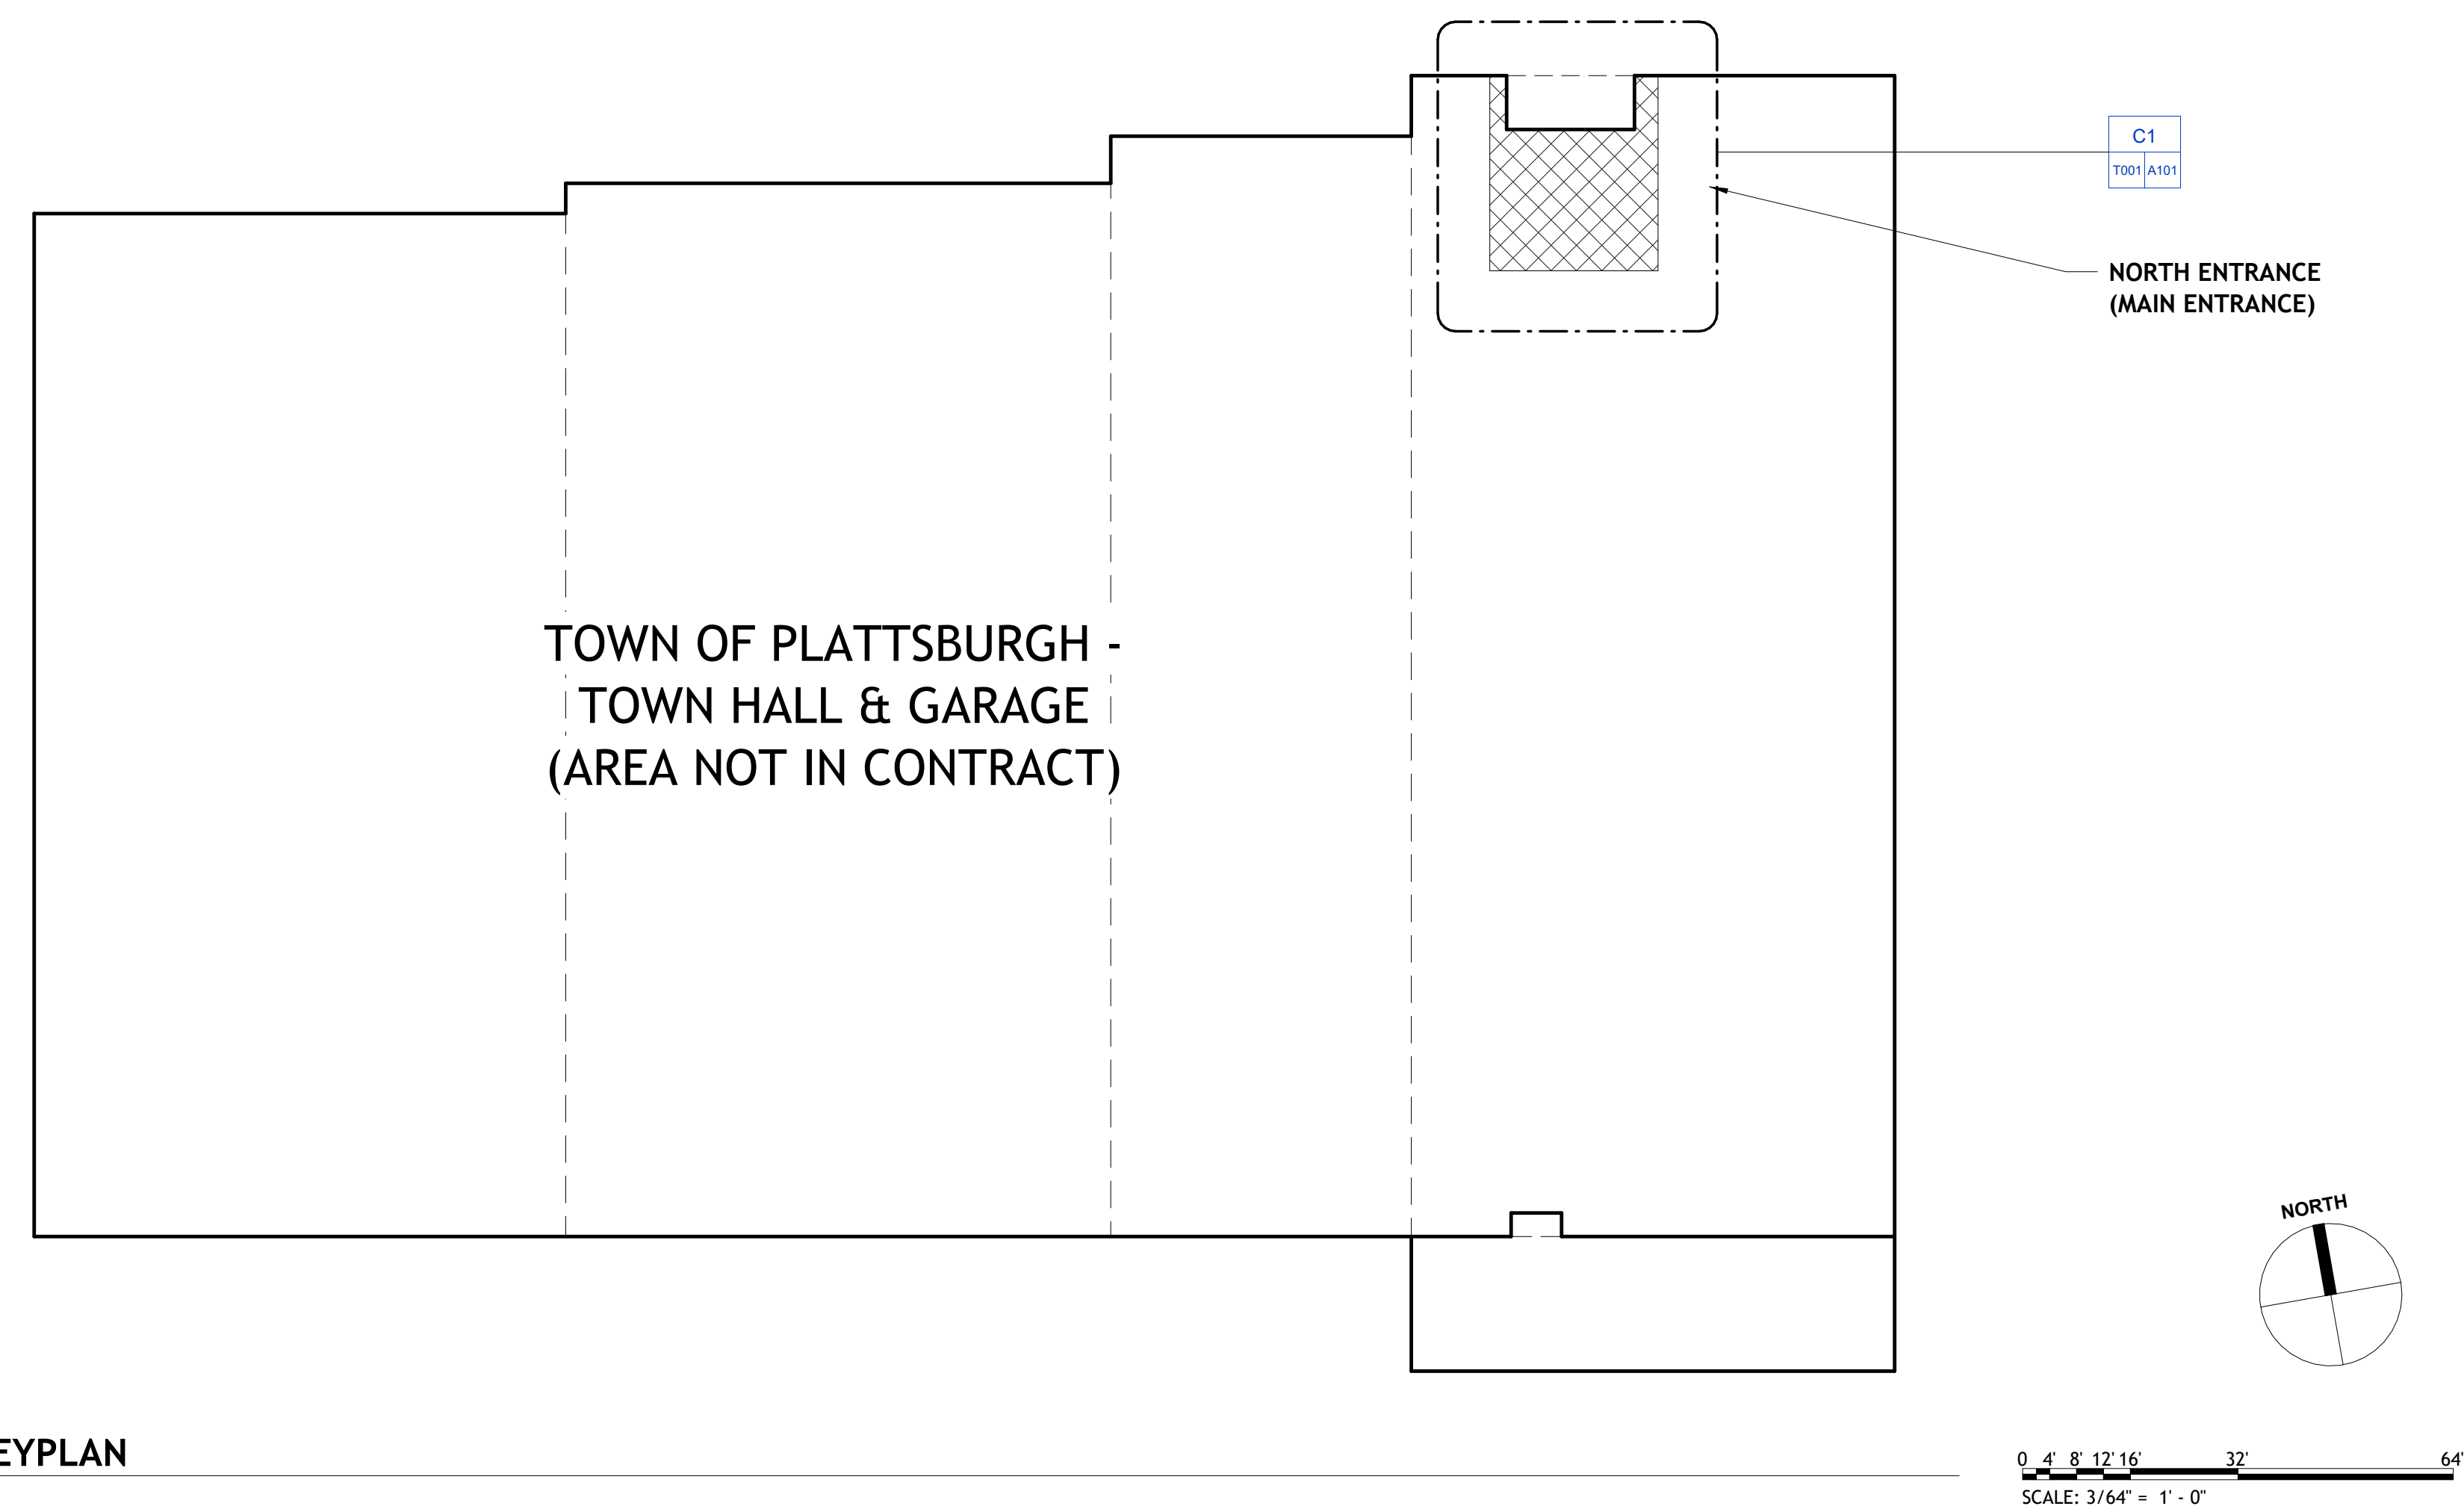 C1
T001 A101
NORTH ENTRANCE
(MAIN ENTRANCE)
TOWN OF PLATTSBURGH -
TOWN HALL & GARAGE
(AREA NOT IN CONTRACT)
NORTH
EYPLAN
0 4' 8' 12' 16' 32' 64'
SCALE: 3/64" = 1' - 0"